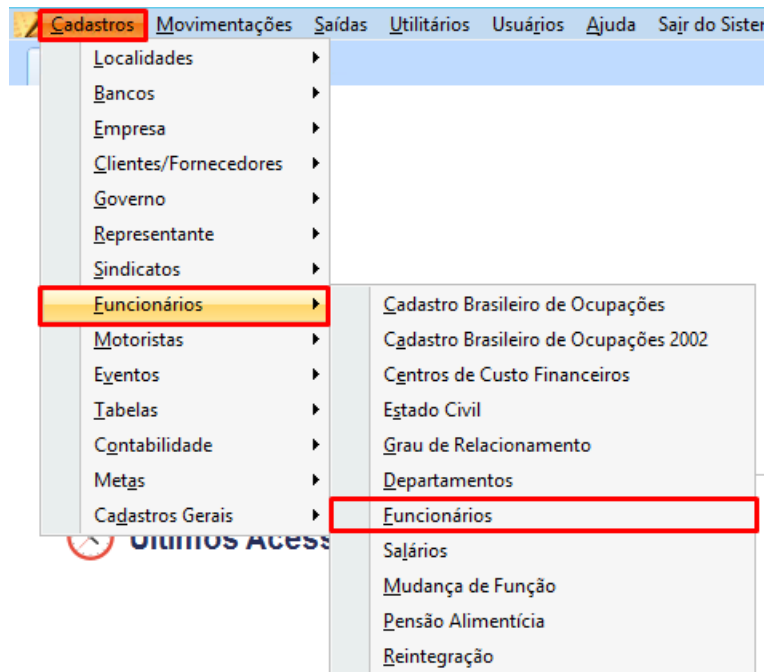 Cadastros Movimentações Saídas Utilitários Usuários Ajuda Sair do Sister
Localidades
Bancos
Empresa
Clientes/Fornecedores
Governo
Representante
Sindicatos
Funcionários
Motoristas
Eventos
Tabelas
Contabilidade
Metas
Cadastros Gerais
Últimos Acess
Cadastro Brasileiro de Ocupações
Cadastro Brasileiro de Ocupações 2002
Centros de Custo Financeiros
Estado Civil
Grau de Relacionamento
Departamentos
Funcionários
Salários
Mudança de Função
Pensão Alimentícia
Reintegração